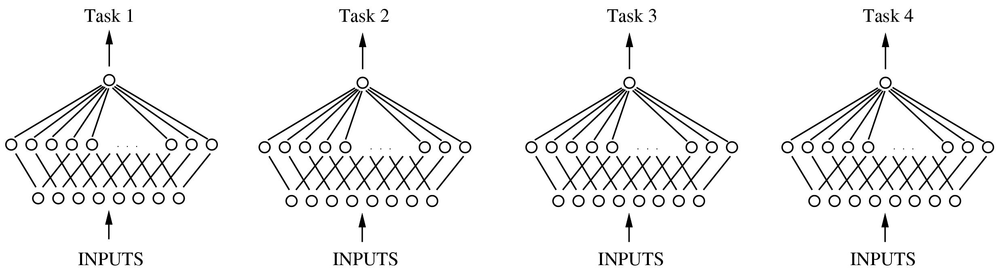 Task 1
Task 2
Task 3
Task 4
. . .
. . .
. . .
. . .
INPUTS
INPUTS
INPUTS
INPUTS